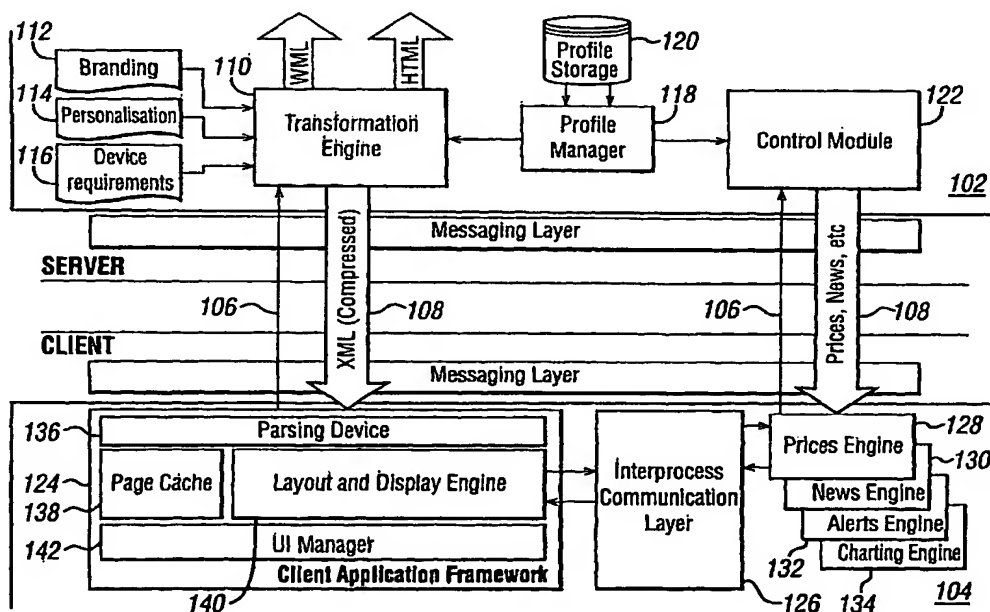 112
Branding
110
WML
HTML
Profile
Storage
120
114
Personalisation
Transformation
Engine
118
Profile
Manager
122
Control Module
116
Device
requirements
102
Messaging Layer
SERVER
106
XML (Compressed)
108
106
Prices, News, etc
108
CLIENT
Messaging Layer
136
Parsing Device
128
Prices Engine
130
124
138
Page Cache
Layout and Display Engine
Interprocess
Communication
Layer
News Engine
Alerts Engine
142
UI Manager
132
Charting Engine
Client Application Framework
140
126
134
104